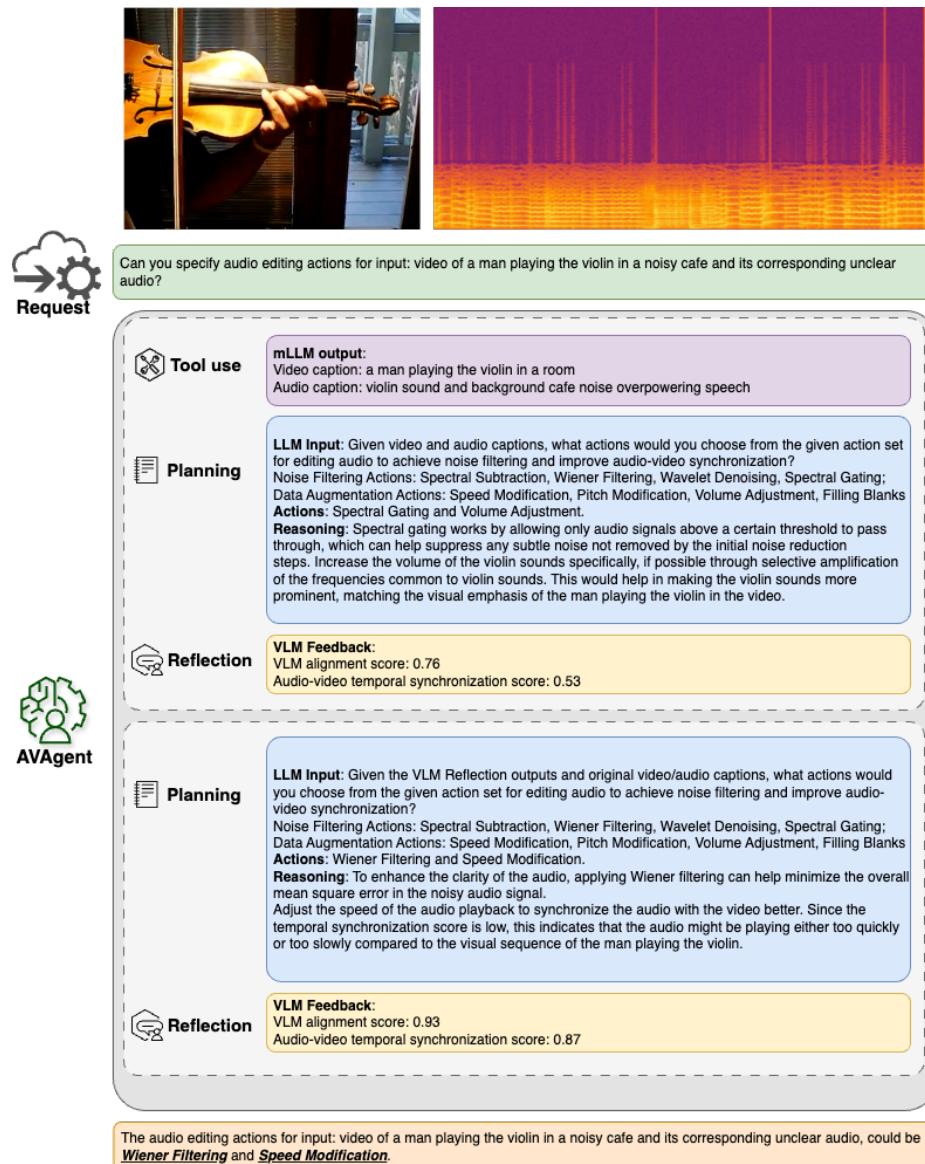 Can you specify audio editing actions for input: video of a man playing the violin in a noisy cafe and its corresponding unclear
audio?
Request
Tool use
mLLM output:
Video caption: a man playing the violin in a room
Audio caption: violin sound and background cafe noise overpowering speech
Planning
LLM Input: Given video and audio captions, what actions would you choose from the given action set
for editing audio to achieve noise filtering and improve audio-video synchronization?
Noise Filtering Actions: Spectral Subtraction, Wiener Filtering, Wavelet Denoising, Spectral Gating;
Data Augmentation Actions: Speed Modification, Pitch Modification, Volume Adjustment, Filling Blanks
Actions: Spectral Gating and Volume Adjustment.
Reasoning: Spectral gating works by allowing only audio signals above a certain threshold to pass
through, which can help suppress any subtle noise not removed by the initial noise reduction
steps. Increase the volume of the violin sounds specifically, if possible through selective amplification
of the frequencies common to violin sounds. This would help in making the violin sounds more
prominent, matching the visual emphasis of the man playing the violin in the video.
Reflection
VLM Feedback:
VLM alignment score: 0.76
Audio-video temporal synchronization score: 0.53
AVAgent
Planning
LLM Input: Given the VLM Reflection outputs and original video/audio captions, what actions would
you choose from the given action set for editing audio to achieve noise filtering and improve audio-
video synchronization?
Noise Filtering Actions: Spectral Subtraction, Wiener Filtering, Wavelet Denoising, Spectral Gating;
Data Augmentation Actions: Speed Modification, Pitch Modification, Volume Adjustment, Filling Blanks
Actions: Wiener Filtering and Speed Modification.
Reasoning: To enhance the clarity of the audio, applying Wiener filtering can help minimize the overall
mean square error in the noisy audio signal.
Adjust the speed of the audio playback to synchronize the audio with the video better. Since the
temporal synchronization score is low, this indicates that the audio might be playing either too quickly
or too slowly compared to the visual sequence of the man playing the violin.
Reflection
VLM Feedback:
VLM alignment score: 0.93
Audio-video temporal synchronization score: 0.87
The audio editing actions for input: video of a man playing the violin in a noisy cafe and its corresponding unclear audio, could be
Wiener Filtering and Speed Modification.